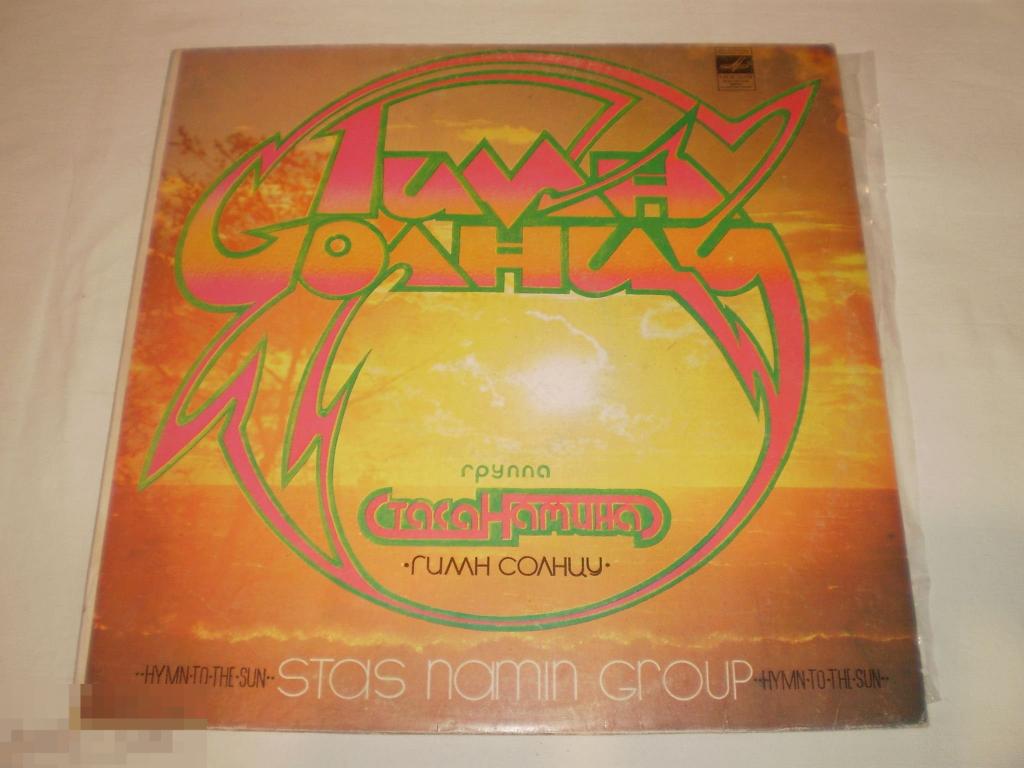 Гимн
Солнцу
группа
Стаса Намина
·ГИМН СОЛНЦУ·
··HYMN·TO·THE·SUN·· STAS NAMIN GROUP ··HYMN·TO·THE·SUN··